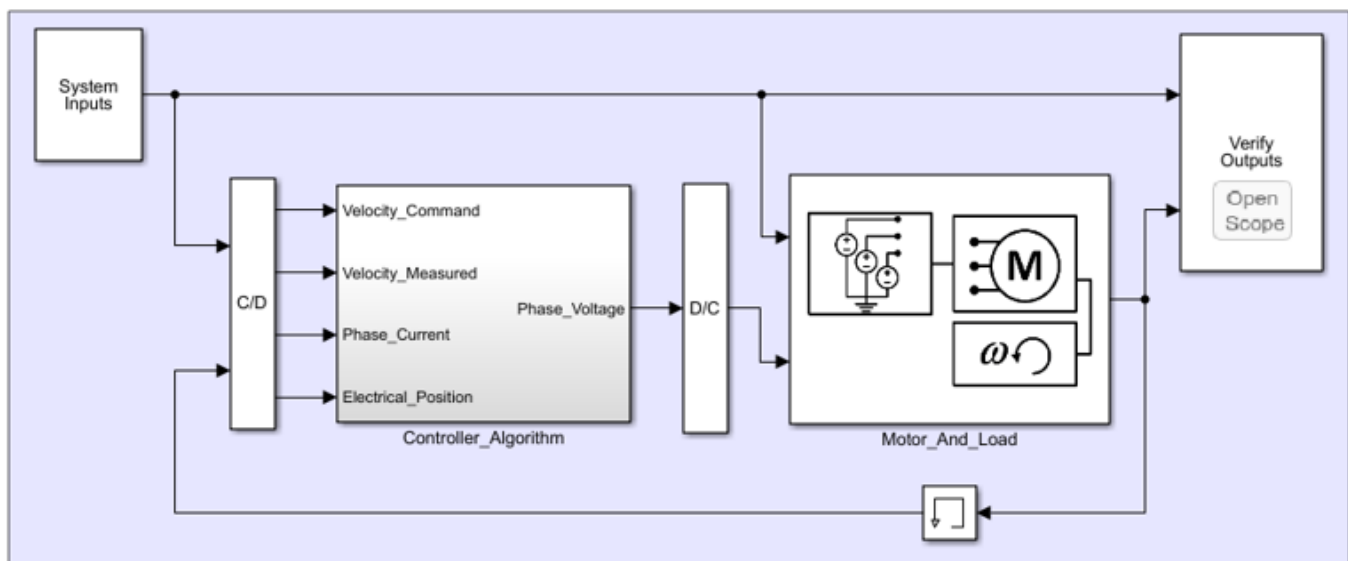 System
Inputs
Verify
Outputs
Open
Scope
C/D
Velocity_Command
Velocity_Measured
Phase_Current
Electrical_Position
Phase_Voltage
Controller_Algorithm
D/C
M
ω
Motor_And_Load